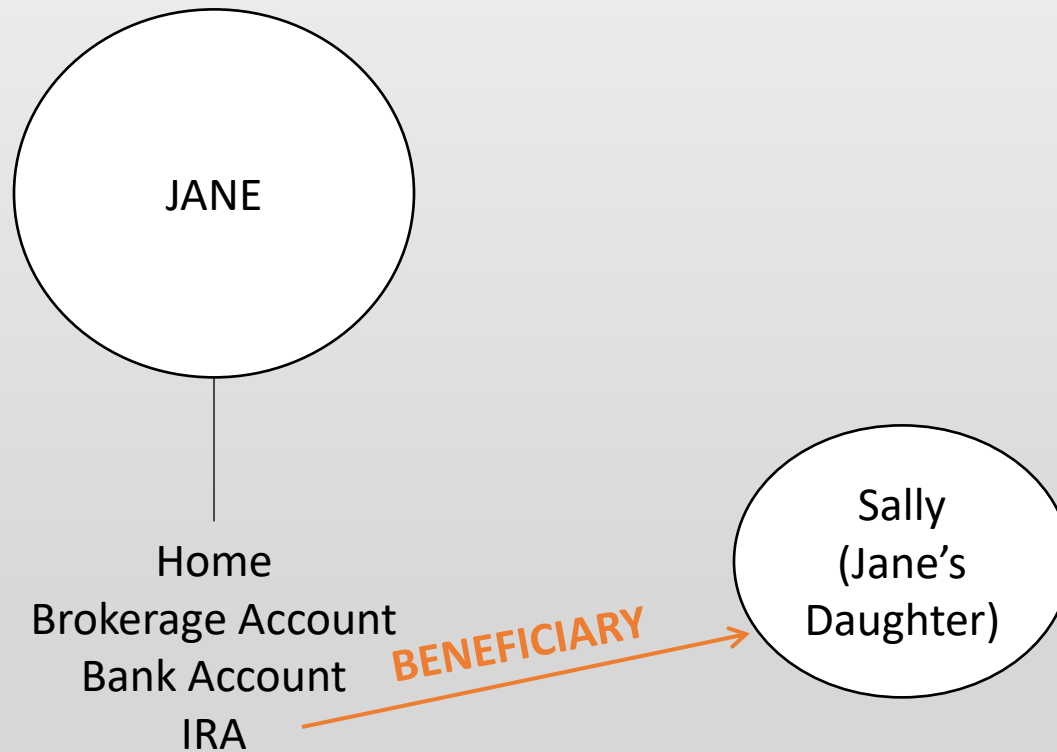 JANE
Home
Brokerage Account
Bank Account
IRA
BENEFICIARY
Sally
(Jane’s
Daughter)